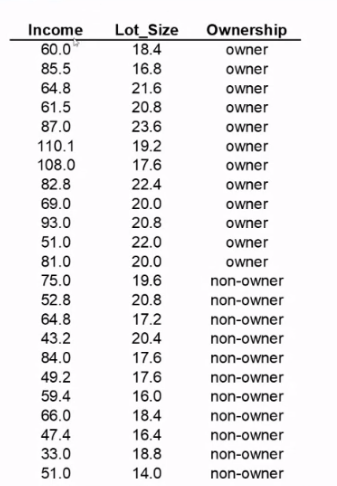 Income Lot_Size Ownership
60.0 18.4 owner
85.5 16.8 owner
64.8 21.6 owner
61.5 20.8 owner
87.0 23.6 owner
110.1 19.2 owner
108.0 17.6 owner
82.8 22.4 owner
69.0 20.0 owner
93.0 20.8 owner
51.0 22.0 owner
81.0 20.0 owner
75.0 19.6 non-owner
52.8 20.8 non-owner
64.8 17.2 non-owner
43.2 20.4 non-owner
84.0 17.6 non-owner
49.2 17.6 non-owner
59.4 16.0 non-owner
66.0 18.4 non-owner
47.4 16.4 non-owner
33.0 18.8 non-owner
51.0 14.0 non-owner